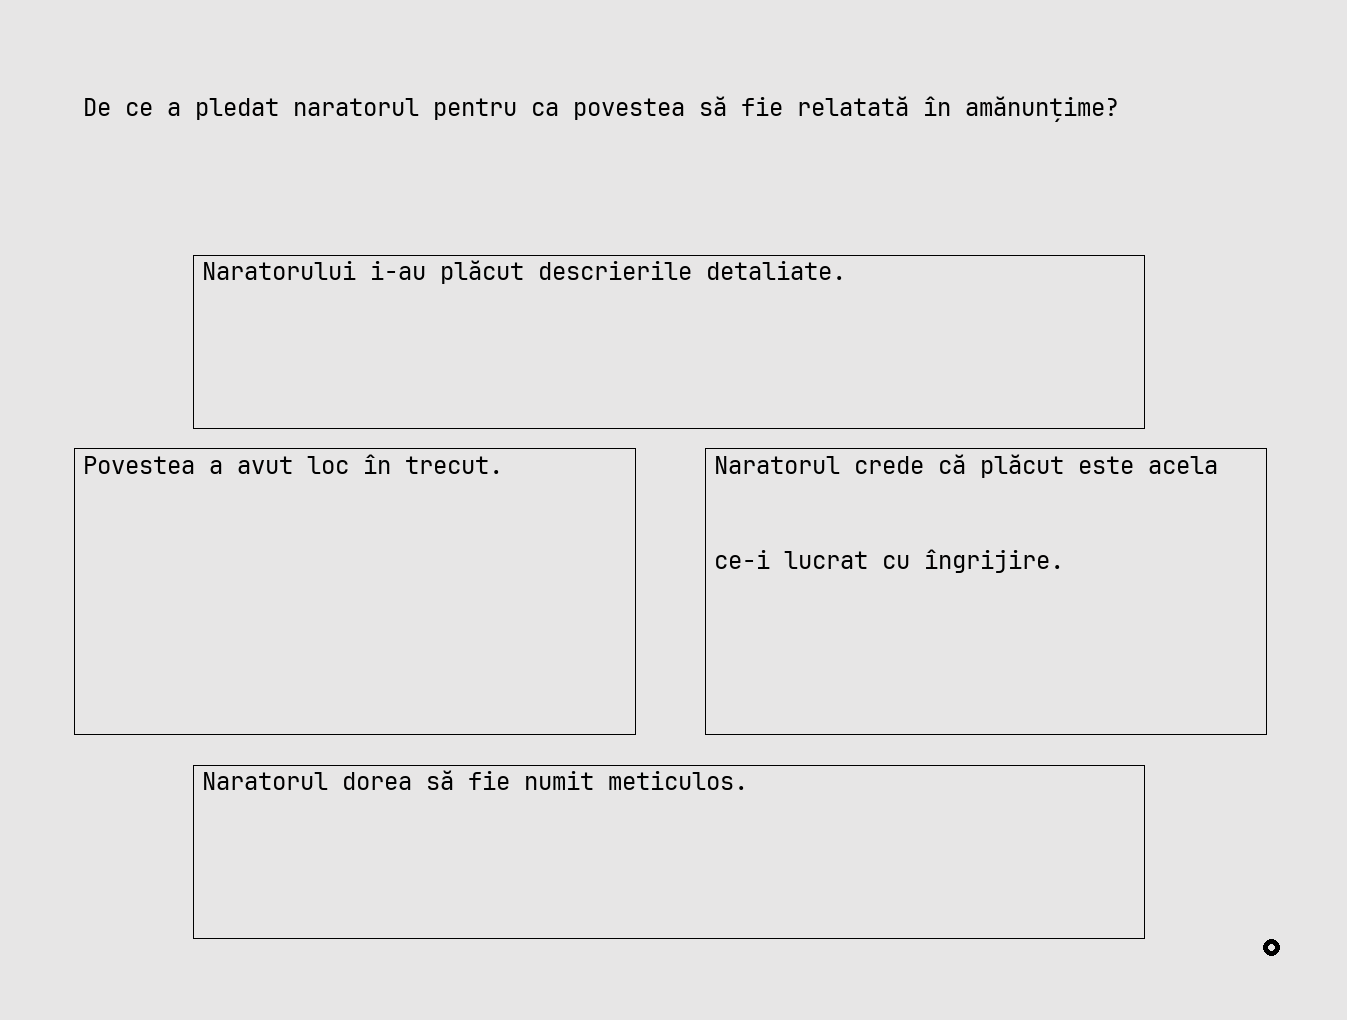 De ce a pledat naratorul pentru ca povestea să fie relatată în amănunțime?
Naratorului i-au plăcut descrierile detaliate.
Povestea a avut loc în trecut.
Naratorul crede că plăcut este acela
ce-i lucrat cu îngrijire.
Naratorul dorea să fie numit meticulos.